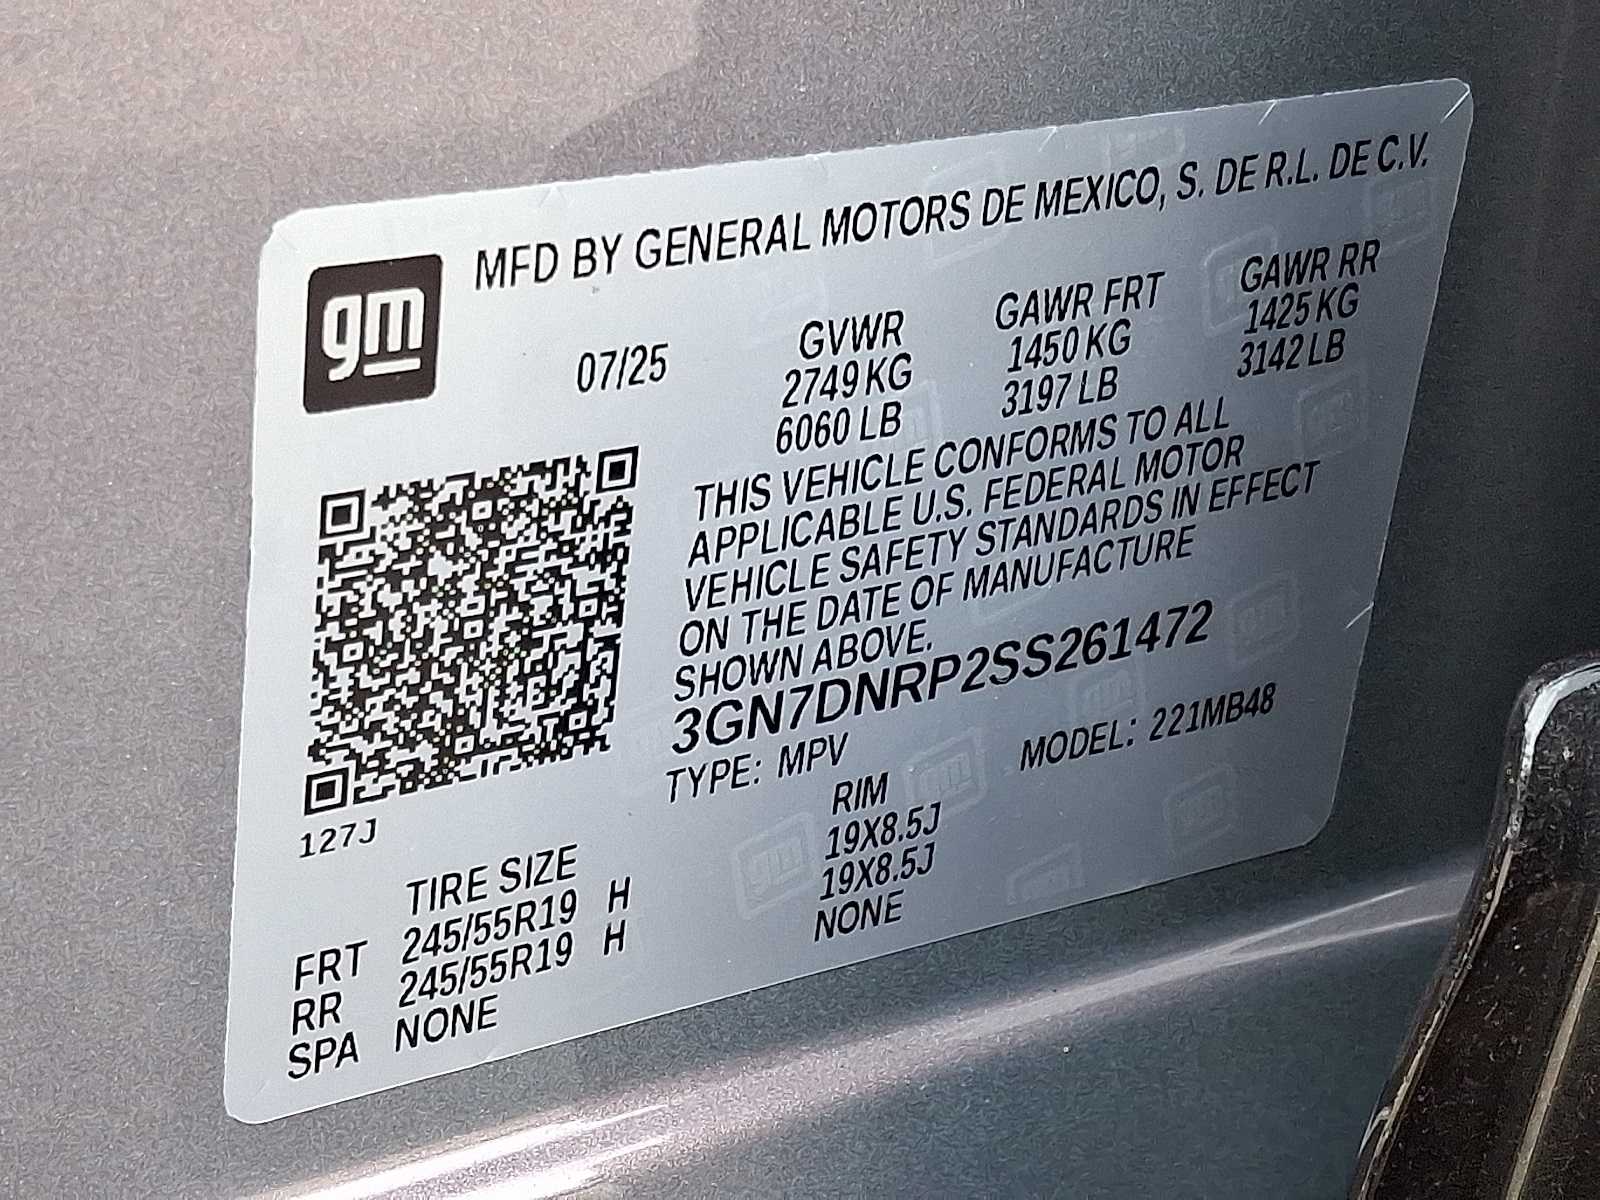 MFD BY GENERAL MOTORS DE MEXICO, S. DE R.L. DE C.V.
gm
07/25
GVWR
2749 KG
6060 LB
GAWR FRT
1450 KG
3197 LB
GAWR RR
1425 KG
3142 LB
THIS VEHICLE CONFORMS TO ALL
APPLICABLE U.S. FEDERAL MOTOR
VEHICLE SAFETY STANDARDS IN EFFECT
ON THE DATE OF MANUFACTURE
SHOWN ABOVE.
3GN7DNRP2SS261472
TYPE: MPV MODEL: 221MB48
127J
TIRE SIZE RIM
FRT 245/55R19 H 19X8.5J
RR 245/55R19 H 19X8.5J
SPA NONE NONE